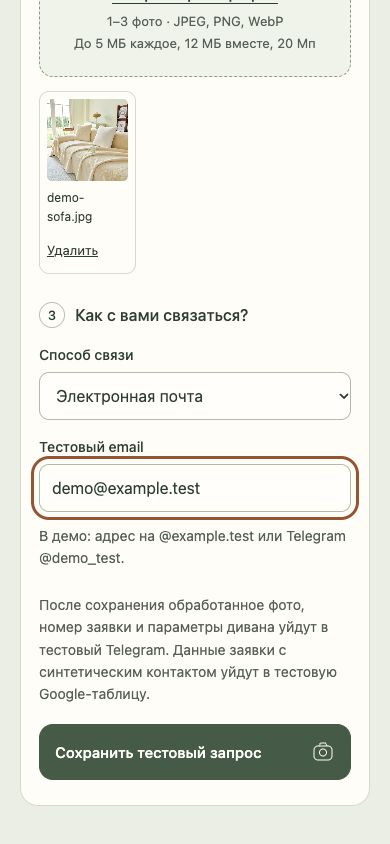 1–3 фото · JPEG, PNG, WebP
До 5 МБ каждое, 12 МБ вместе, 20 Мп
demo-
sofa.jpg
Удалить
3 Как с вами связаться?
Способ связи
Электронная почта
Тестовый email
demo@example.test
В демо: адрес на @example.test или Telegram
@demo_test.
После сохранения обработанное фото,
номер заявки и параметры дивана уйдут в
тестовый Telegram. Данные заявки с
синтетическим контактом уйдут в тестовую
Google-таблицу.
Сохранить тестовый запрос